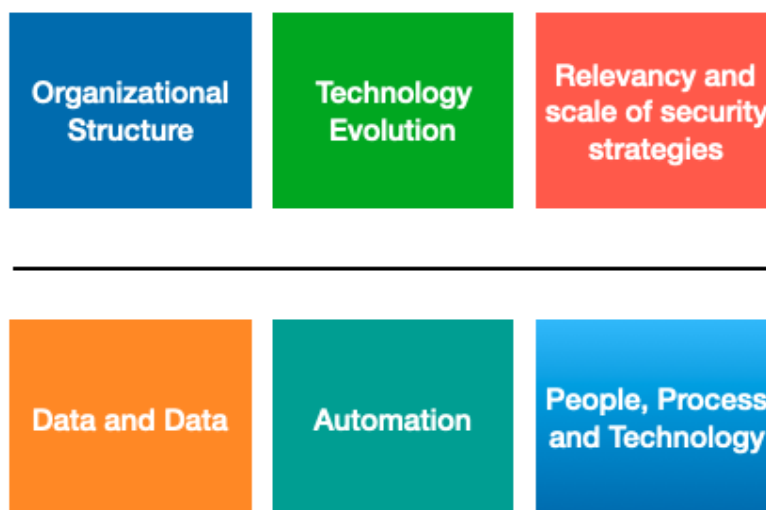 Organizational
Structure
Technology
Evolution
Relevancy and
scale of security
strategies
Data and Data
Automation
People, Process
and Technology